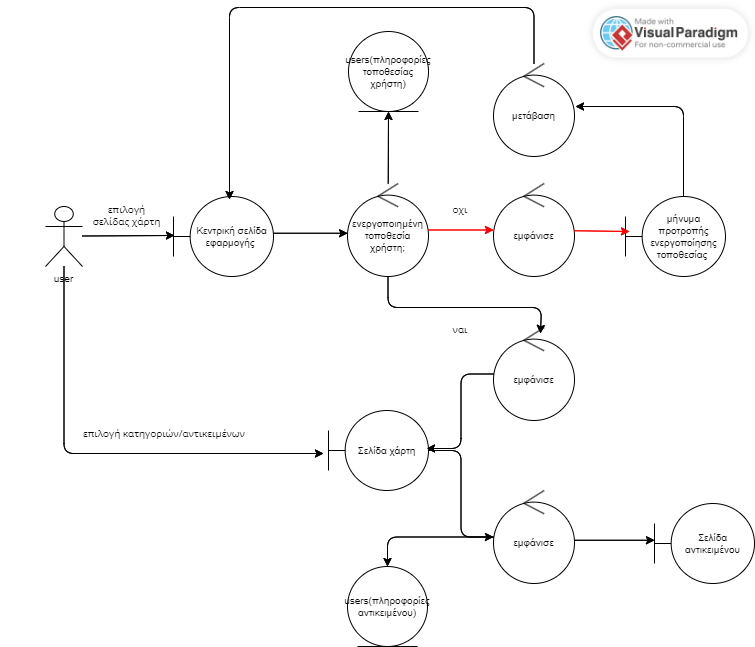 Made with
VisualParadigm
For non-commercial use
users(πληροφορίες
τοποθεσίας
χρήστη)
μετάβαση
επιλογή
σελίδας χάρτη
user
Κεντρική σελίδα
εφαρμογής
ενεργοποιημένη
τοποθεσία
χρήστη;
οχι
εμφάνισε
μήνυμα
προτροπής
ενεργοποίησης
τοποθεσίας
ναι
εμφάνισε
επιλογή κατηγοριών/αντικειμένων
Σελίδα χάρτη
εμφάνισε
Σελίδα
αντικειμένου
users(πληροφορίες
αντικειμένου)